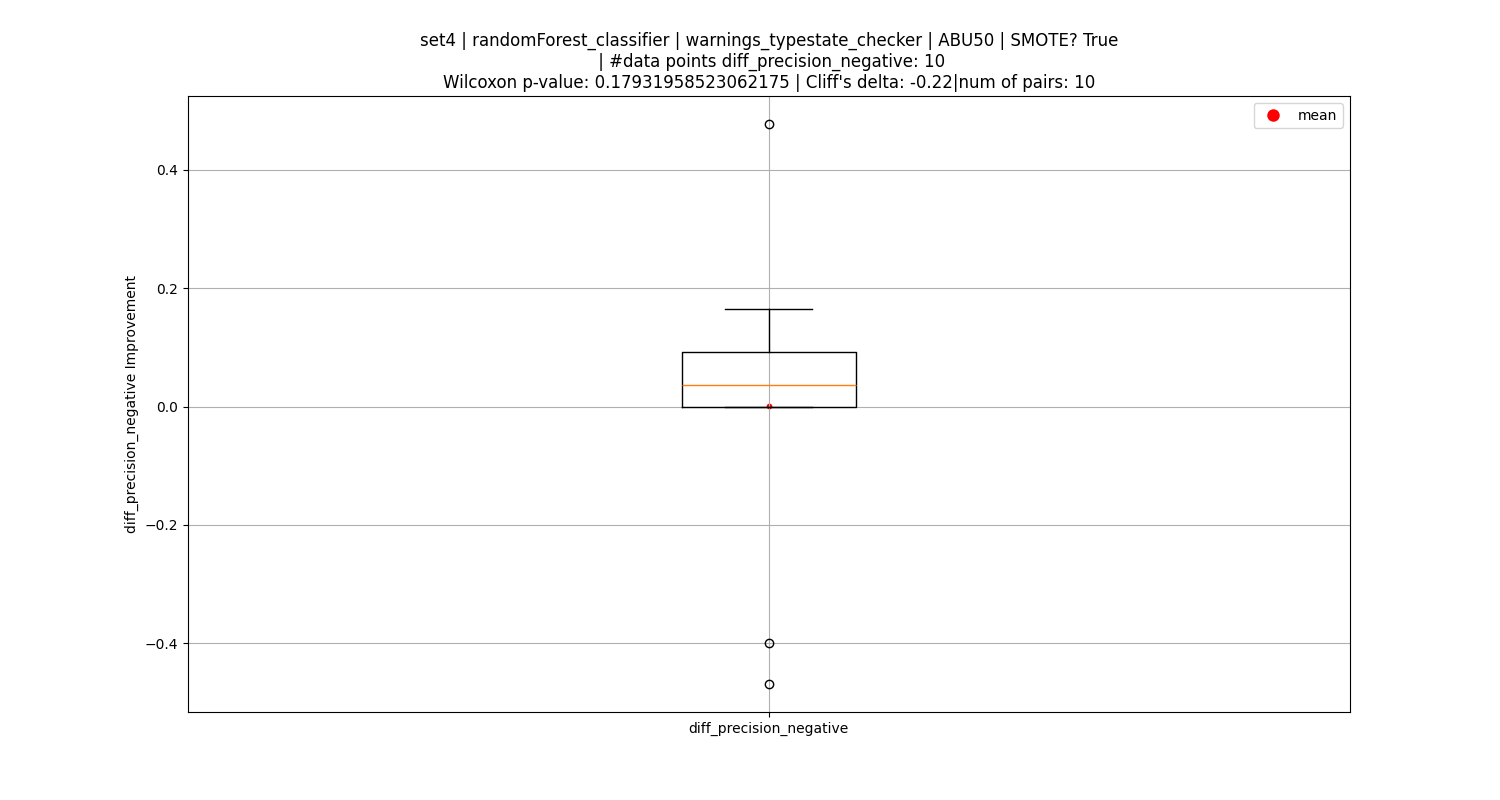 set4 | randomForest_classifier | warnings_typestate_checker | ABU50 | SMOTE? True
| #data points diff_precision_negative: 10
Wilcoxon p-value: 0.17931958523062175 | Cliff's delta: -0.22|num of pairs: 10
mean
0.4
0.2
0.0
−0.2
−0.4
diff_precision_negative Improvement
diff_precision_negative